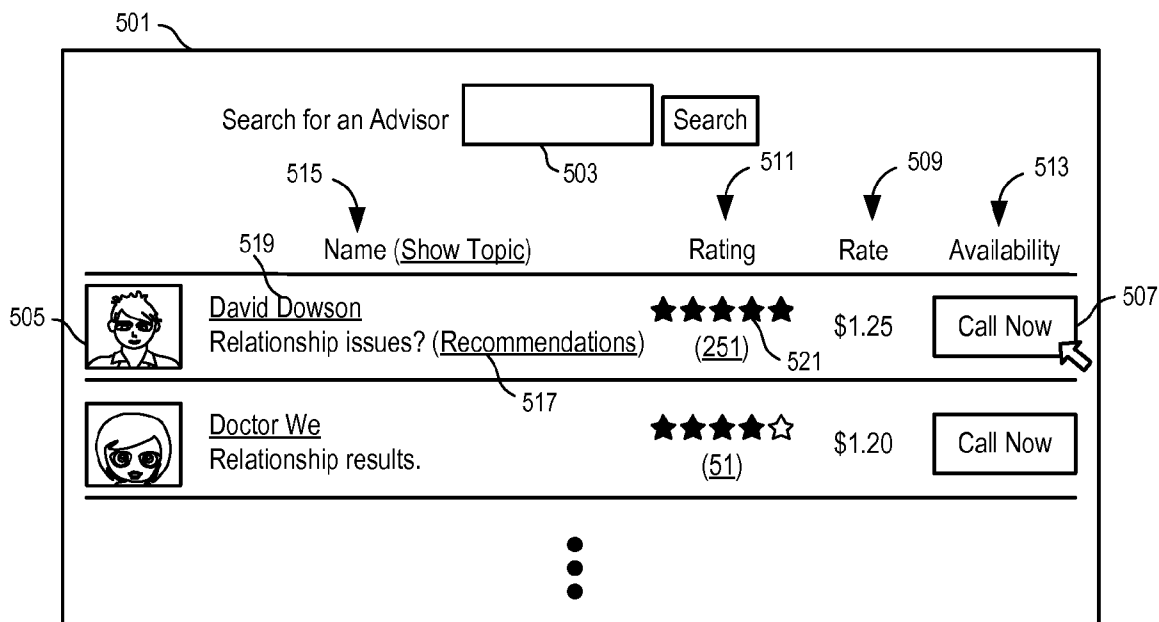 501
Search for an Advisor Search
503
515 511 509 513
519
Name (Show Topic) Rating Rate Availability
505
David Dowson
Relationship issues? (Recommendations)
517
(251)
521
$1.25
Call Now
507
Doctor We
Relationship results.
(51)
$1.20
Call Now